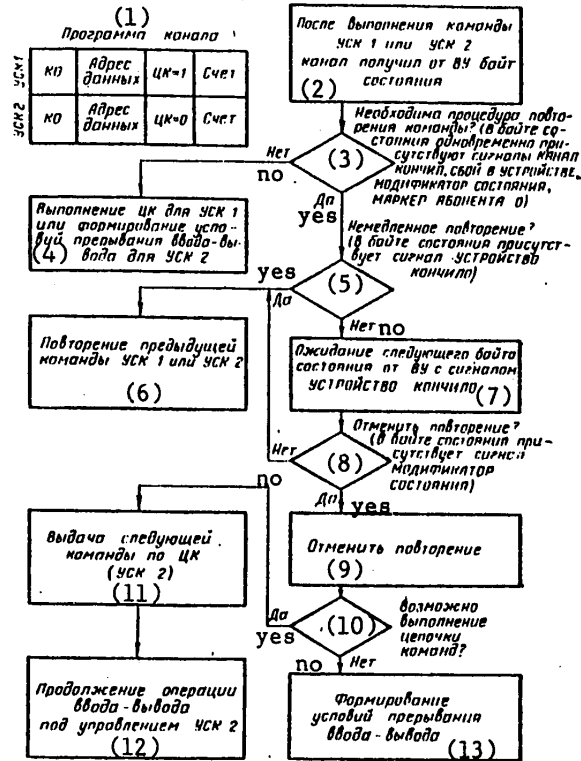 (1)
Программа канала
УСК1
КО
Адрес
данных
ЦК=1
Счет
УСК2
КО
Адрес
данных
ЦК=0
Счет
После выполнения команды
УСК 1 или УСК 2
канал получил от ВУ байт
состояния
(2)
Необходима процедура повто-
рения команды? (В байте со-
стояния одновременно при-
сутствуют сигналы КАНАЛ
КОНЧИЛ, СБОЙ В УСТРОЙСТВЕ,
МОДИФИКАТОР СОСТОЯНИЯ,
МАРКЕР АБОНЕНТА 0)
(3)
Нет
no
Да
yes
Выполнение ЦК для УСК 1
или формирование усло-
вий прерывания ввода-вы-
(4) вода для УСК 2
Немедленное повторение?
(В байте состояния присутст-
вует сигнал УСТРОЙСТВО
КОНЧИЛО)
(5)
yes
Да
Нет no
Повторение предыдущей
команды УСК 1 или УСК 2
(6)
Ожидание следующего байта
состояния от ВУ с сигналом
УСТРОЙСТВО КОНЧИЛО
(7)
Отменить повторение?
(В байте состояния при-
сутствует сигнал
МОДИФИКАТОР
СОСТОЯНИЯ)
(8)
Нет
no
Да
yes
Выдача следующей
команды по ЦК
(УСК 2)
(11)
Отменить повторение
(9)
(10)
Возможно
выполнение
цепочки
команд?
Да
yes
no
Нет
Продолжение операции
ввода-вывода
под управлением УСК 2
(12)
Формирование
условий прерывания
ввода-вывода
(13)